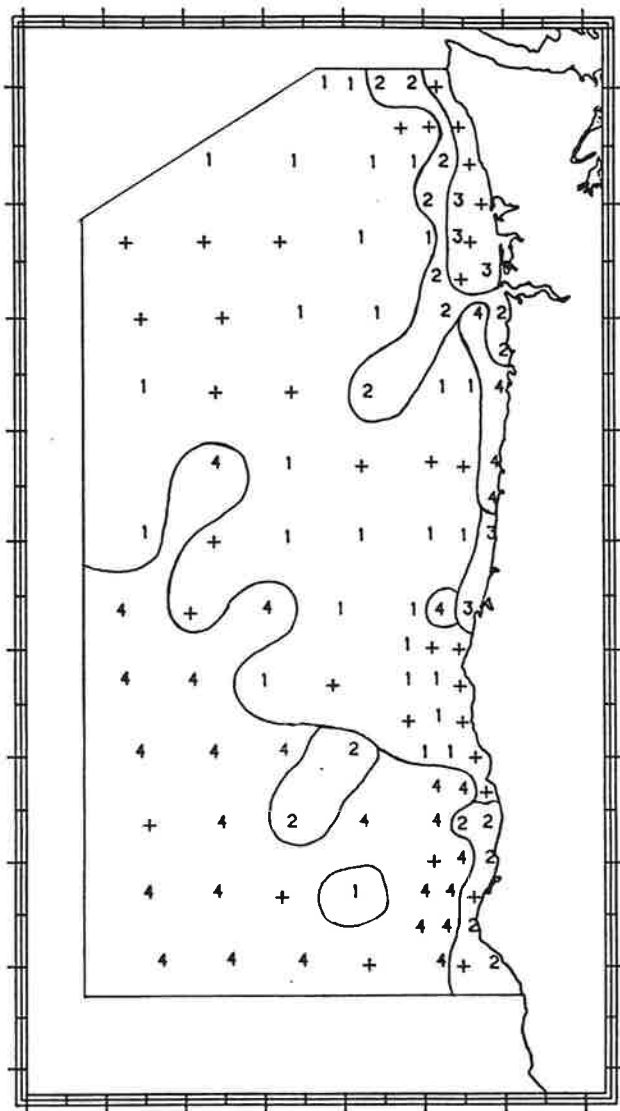 1 1 2 2 +
+ + +
1 1 1 1 2 +
2 3 +
+ + + 1 1 3 +
3
2 +
+ + 1 1 2 4 2
2
1 + + 2 1 1 4
4 1 + + + 4
4
1 + 1 1 1 1 3
4 + 4 1 1 4 3
1 + +
4 4 1 + 1 1 +
+ 1 +
4 4 4 2 1 1 +
4 4 +
+ 4 2 4 4 2 2
+ 4 2
4 4 + 1 4 4 +
4 4 2
4 4 4 + 4 + 2